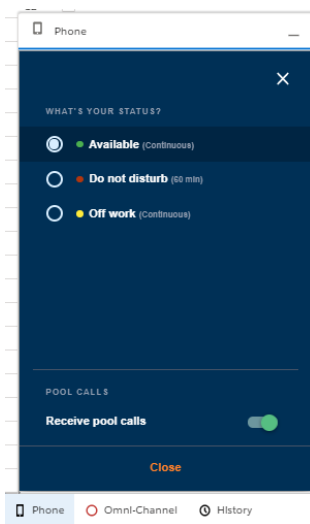 Phone
WHAT'S YOUR STATUS?
Available (Continuous)
Do not disturb (60 min)
Off work (Continuous)
POOL CALLS
Receive pool calls
Close
Phone
Omni-Channel
History